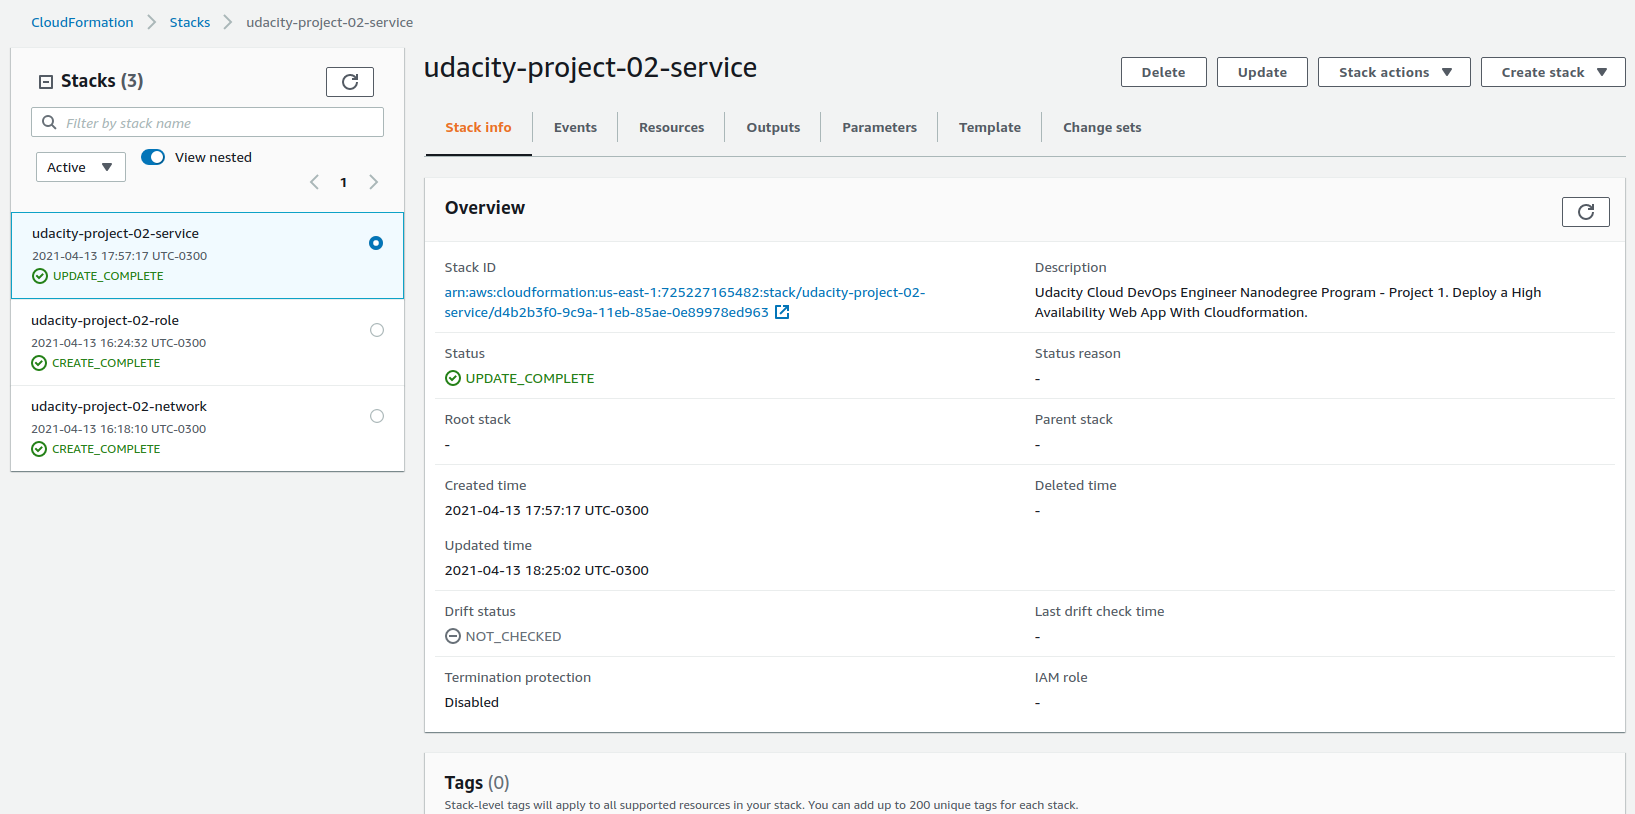 CloudFormation > Stacks > udacity-project-02-service
Stacks (3)
Filter by stack name
Active
View nested
1
udacity-project-02-service
2021-04-13 17:57:17 UTC-0300
UPDATE_COMPLETE
udacity-project-02-role
2021-04-13 16:24:32 UTC-0300
CREATE_COMPLETE
udacity-project-02-network
2021-04-13 16:18:10 UTC-0300
CREATE_COMPLETE
udacity-project-02-service
Delete
Update
Stack actions
Create stack
Stack info
Events
Resources
Outputs
Parameters
Template
Change sets
Overview
Stack ID
arn:aws:cloudformation:us-east-1:725227165482:stack/udacity-project-02-
service/d4b2b3f0-9c9a-11eb-85ae-0e89978ed963
Description
Udacity Cloud DevOps Engineer Nanodegree Program - Project 1. Deploy a High
Availability Web App With Cloudformation.
Status
UPDATE_COMPLETE
Status reason
-
Root stack
-
Parent stack
-
Created time
2021-04-13 17:57:17 UTC-0300
Deleted time
-
Updated time
2021-04-13 18:25:02 UTC-0300
Drift status
NOT_CHECKED
Last drift check time
-
Termination protection
Disabled
IAM role
-
Tags (0)
Stack-level tags will apply to all supported resources in your stack. You can add up to 200 unique tags for each stack.